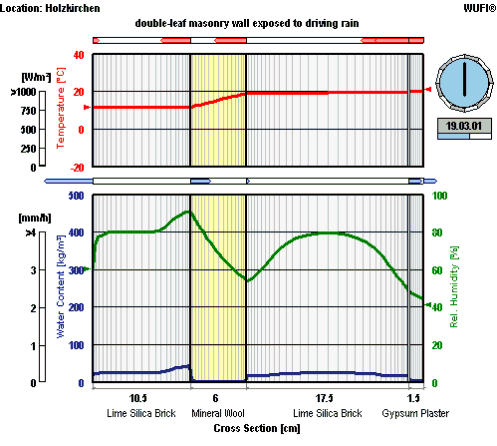 Location: Holzkirchen WUFI®
double-leaf masonry wall exposed to driving rain
[W/m²]
>1000
750
500
250
0
Temperature [°C]
40
20
0
-20
19.03.01
[mm/h]
>4
3
2
1
0
Water Content [kg/m³]
500
400
300
200
100
0
100
80
60
40
20
0
Rel. Humidity [%]
10.5 6 17.5 1.5
Lime Silica Brick Mineral Wool Lime Silica Brick Gypsum Plaster
Cross Section [cm]